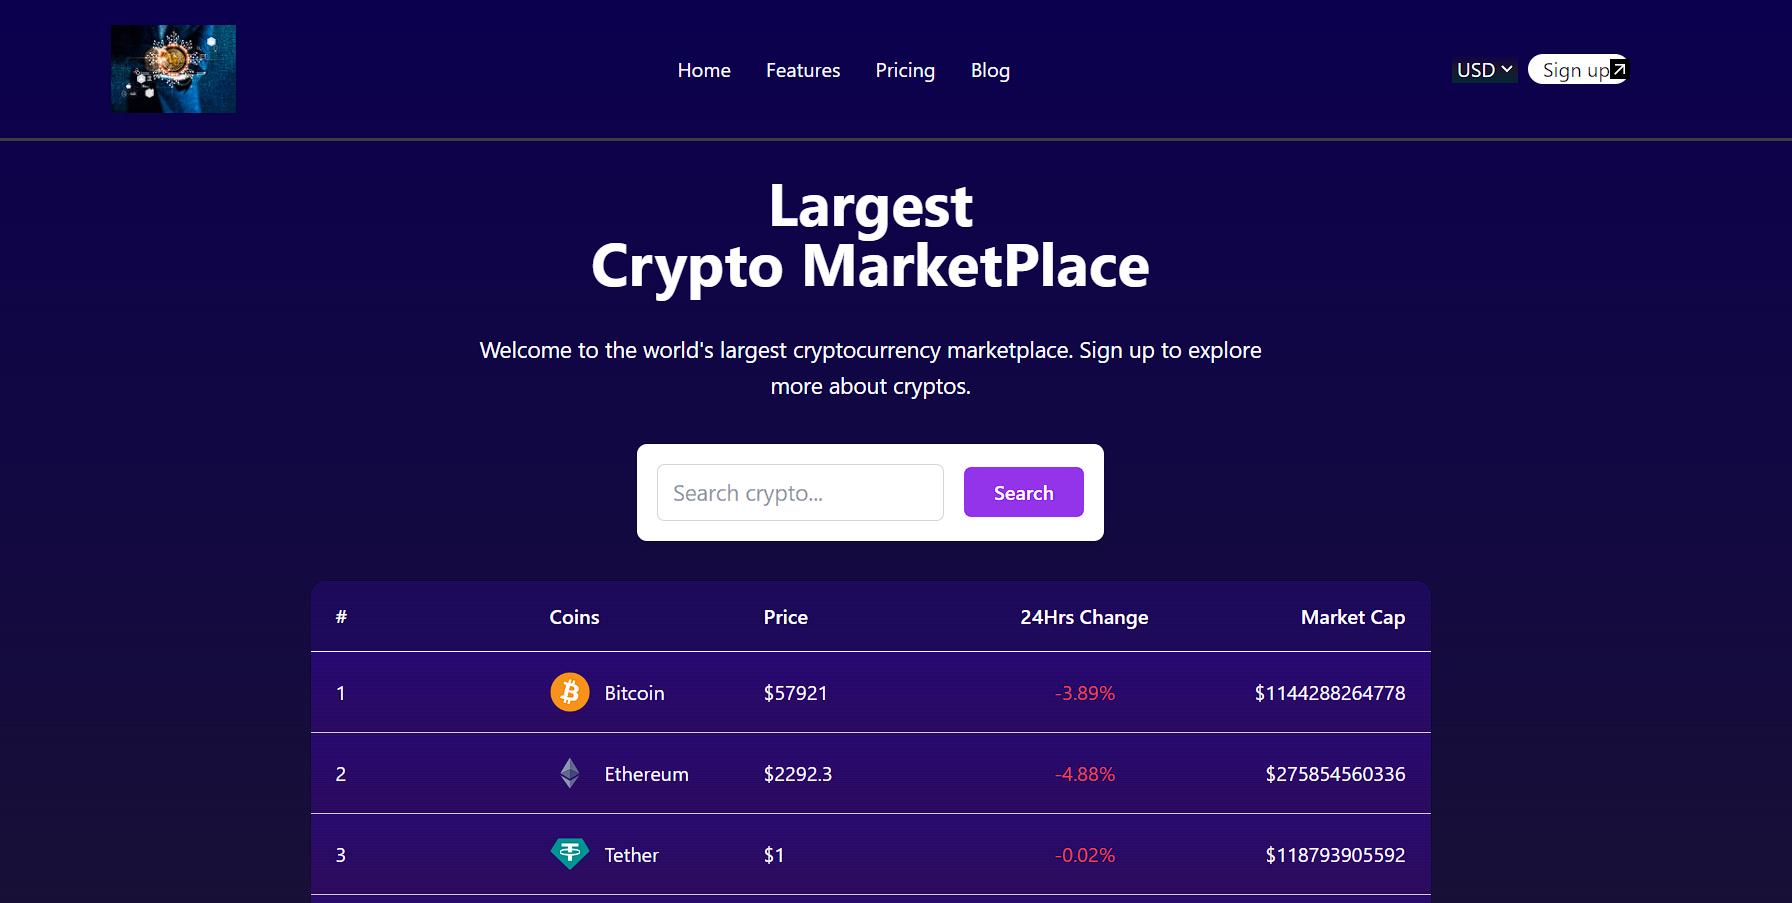 Home Features Pricing Blog USD Sign up
Largest
Crypto MarketPlace
Welcome to the world's largest cryptocurrency marketplace. Sign up to explore
more about cryptos.
Search crypto... Search
# Coins Price 24Hrs Change Market Cap
1 Bitcoin $57921 -3.89% $1144288264778
2 Ethereum $2292.3 -4.88% $275854560336
3 Tether $1 -0.02% $118793905592